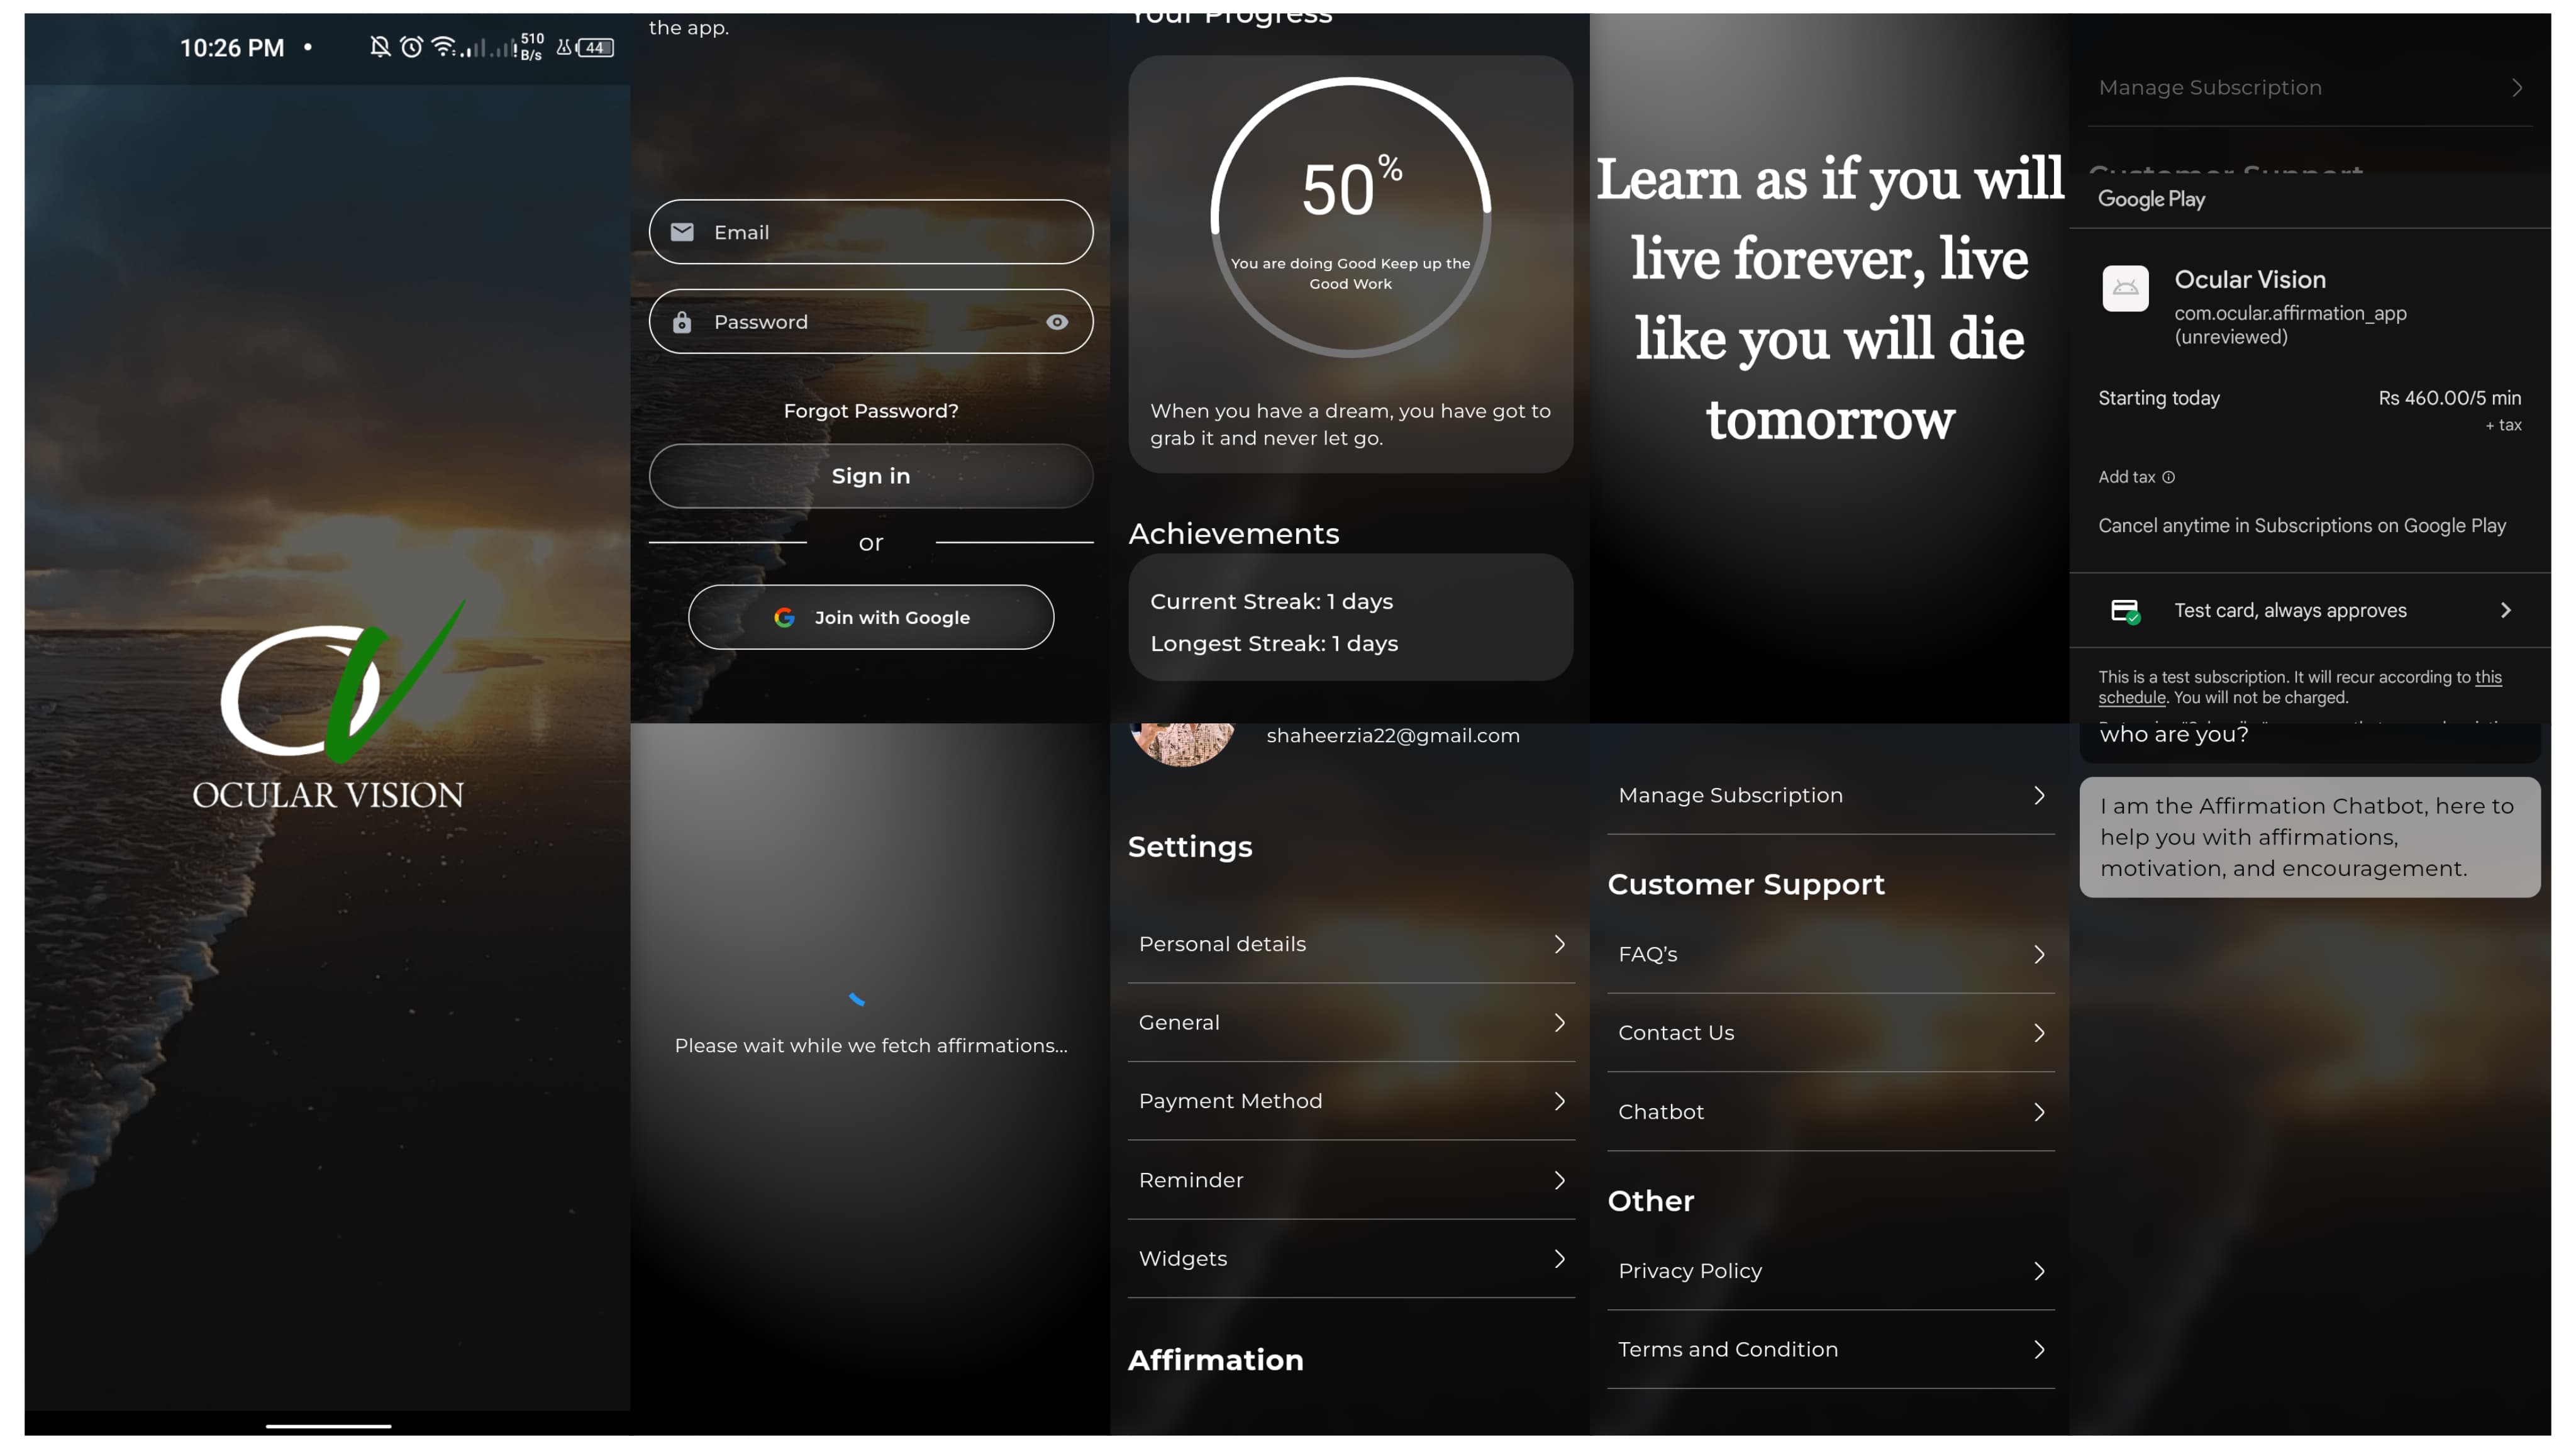 10:26 PM
510
B/s
44
OCULAR VISION
the app.
Email
Password
Forgot Password?
Sign in
or
Join with Google
Please wait while we fetch affirmations...
Your Progress
50%
You are doing Good Keep up the
Good Work
When you have a dream, you have got to
grab it and never let go.
Achievements
Current Streak: 1 days
Longest Streak: 1 days
shaheerzia22@gmail.com
Settings
Personal details
General
Payment Method
Reminder
Widgets
Affirmation
Learn as if you will
live forever, live
like you will die
tomorrow
Manage Subscription
Customer Support
FAQ's
Contact Us
Chatbot
Other
Privacy Policy
Terms and Condition
Manage Subscription
Customer Support
Google Play
Ocular Vision
com.ocular.affirmation_app
(unreviewed)
Starting today
Rs 460.00/5 min
+ tax
Add tax
Cancel anytime in Subscriptions on Google Play
Test card, always approves
This is a test subscription. It will recur according to this
schedule. You will not be charged.
who are you?
I am the Affirmation Chatbot, here to
help you with affirmations,
motivation, and encouragement.